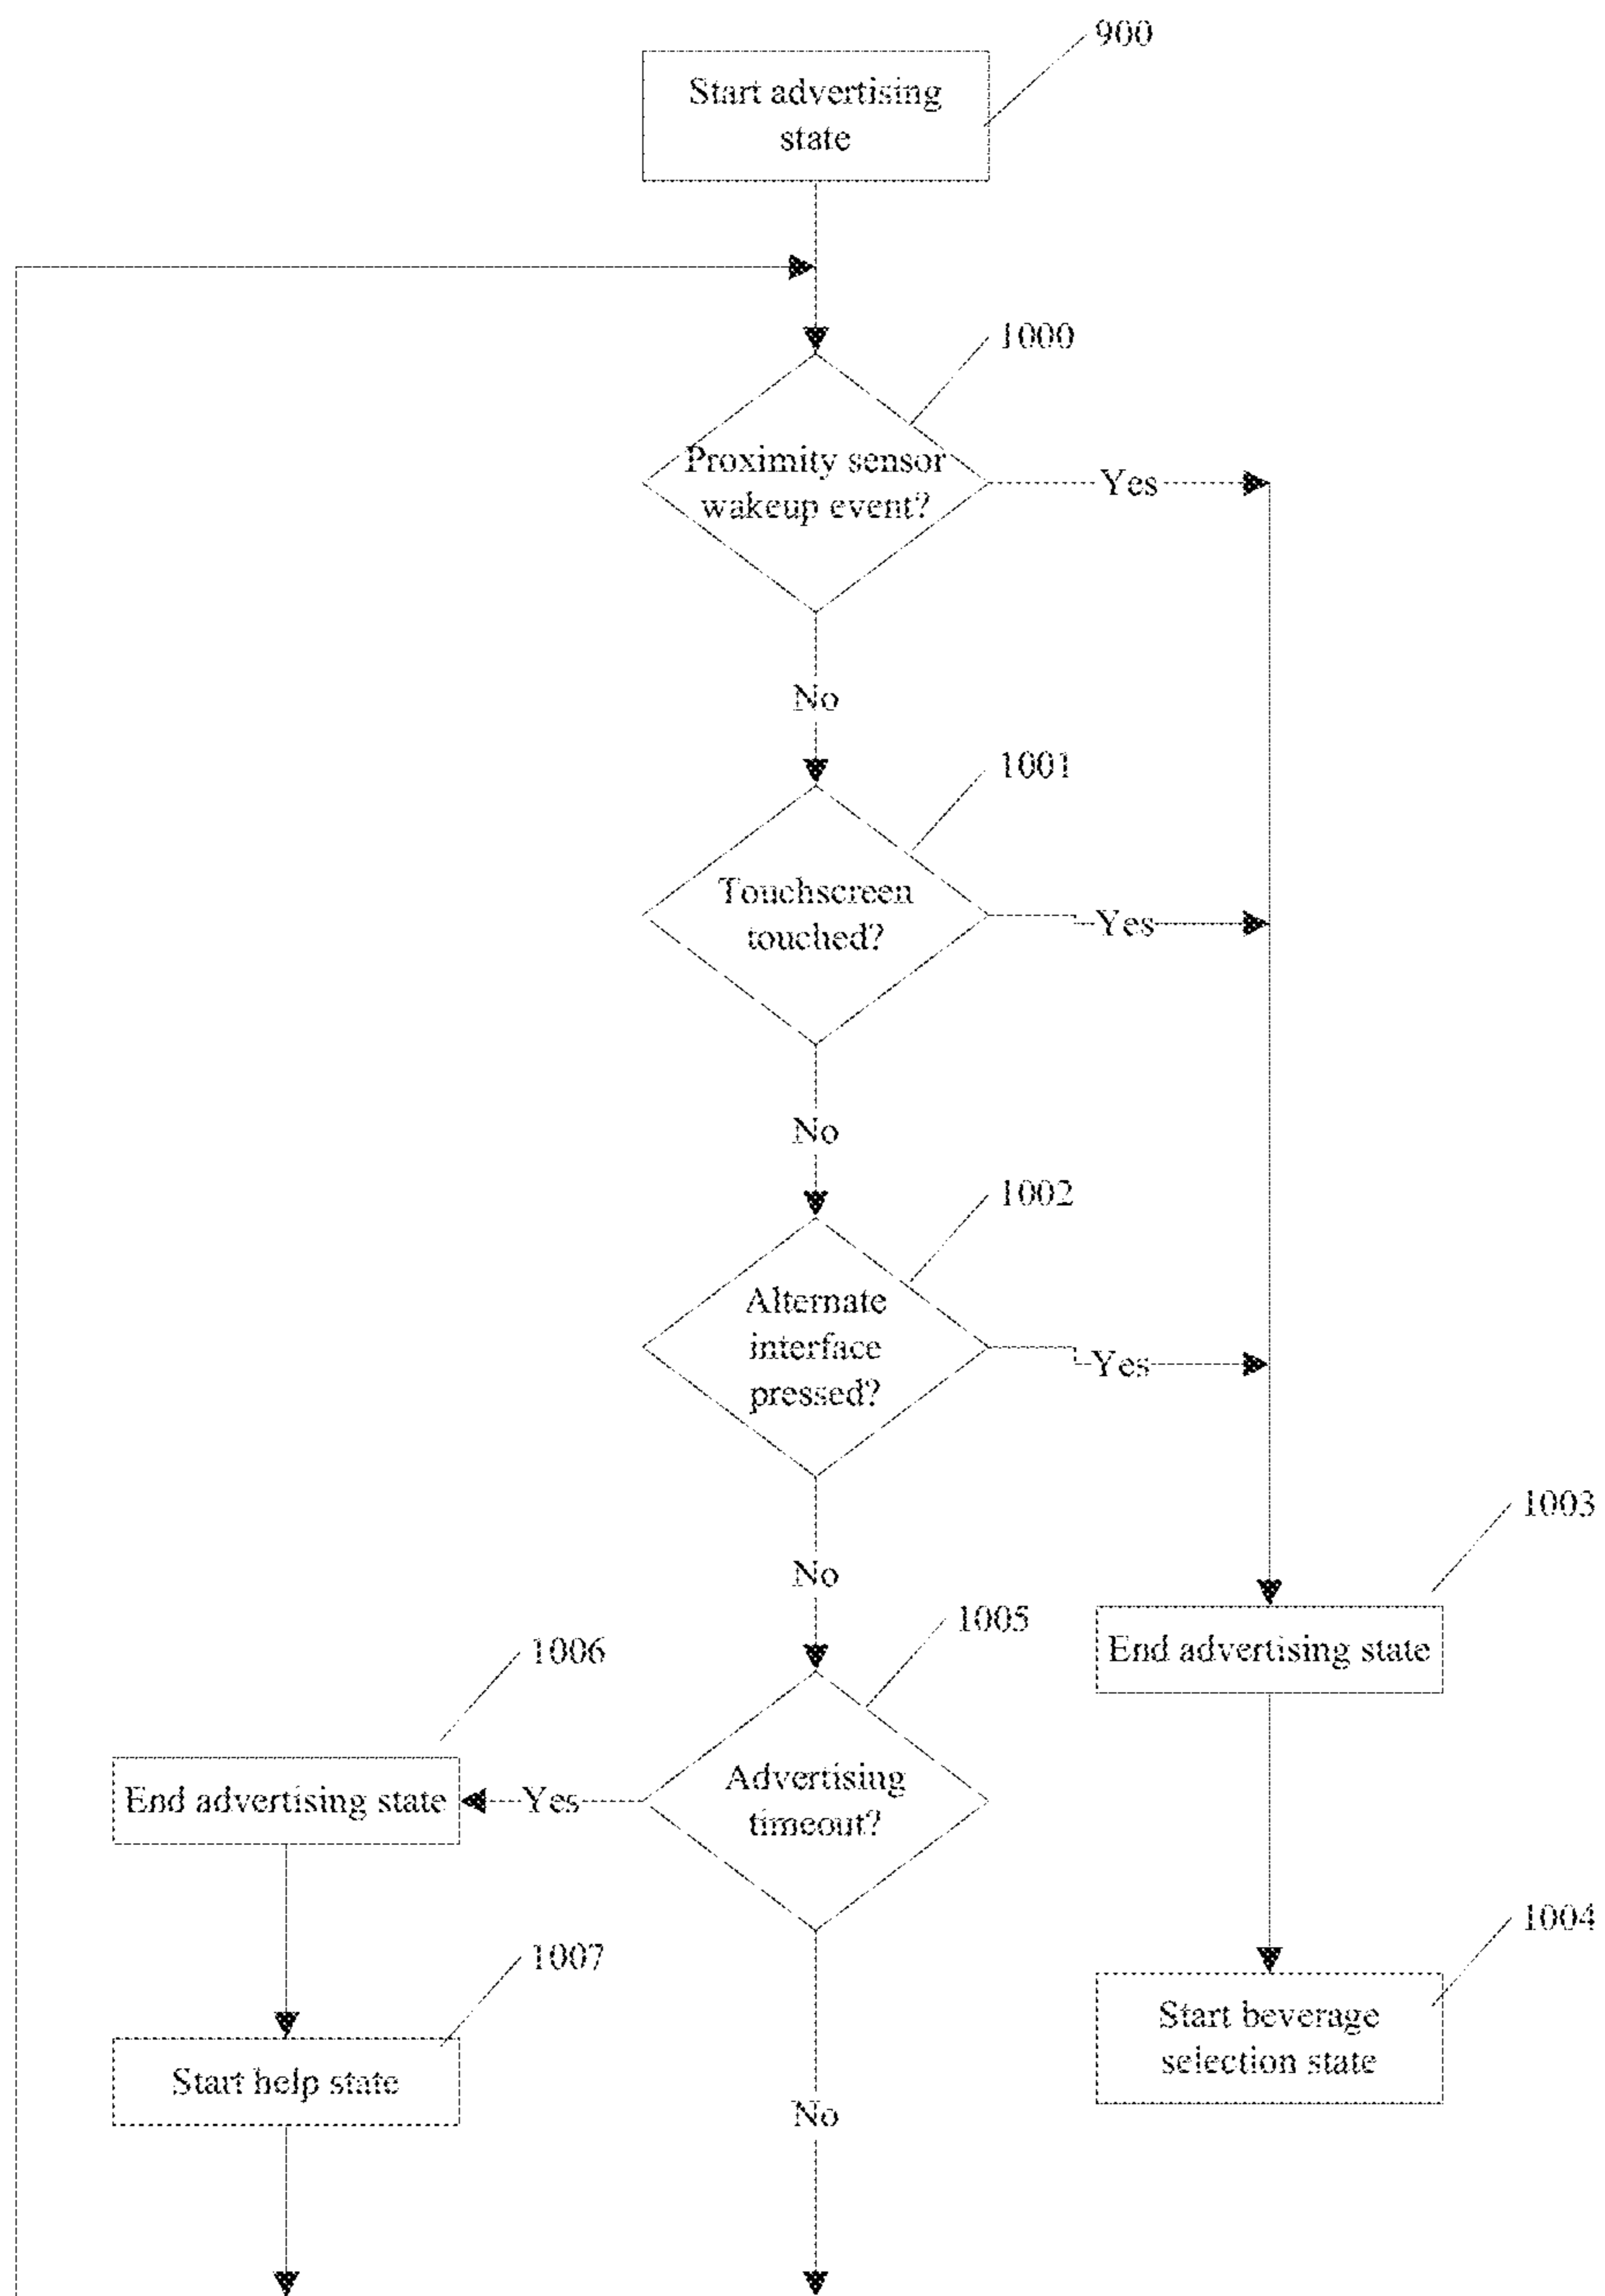 900
Start advertising
state
1000
Proximity sensor
wakeup event?
Yes
No
1001
Touchscreen
touched?
Yes
No
1002
Alternate
interface
pressed?
Yes
No
1003
End advertising state
1005
1006
Advertising
timeout?
Yes
End advertising state
1004
Start beverage
selection state
1007
Start help state
No